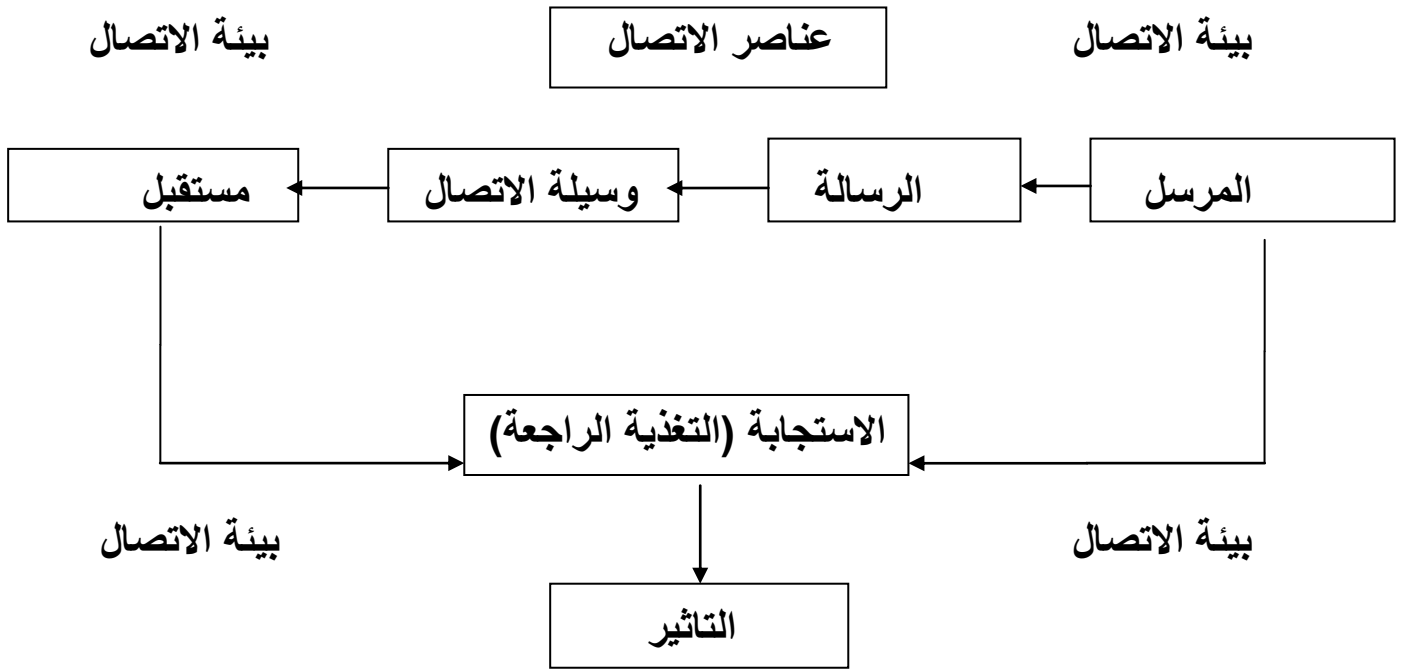 بيئة الاتصال
عناصر الاتصال
بيئة الاتصال
المرسل
الرسالة
وسيلة الاتصال
مستقبل
الاستجابة (التغذية الراجعة)
بيئة الاتصال
بيئة الاتصال
التاثير